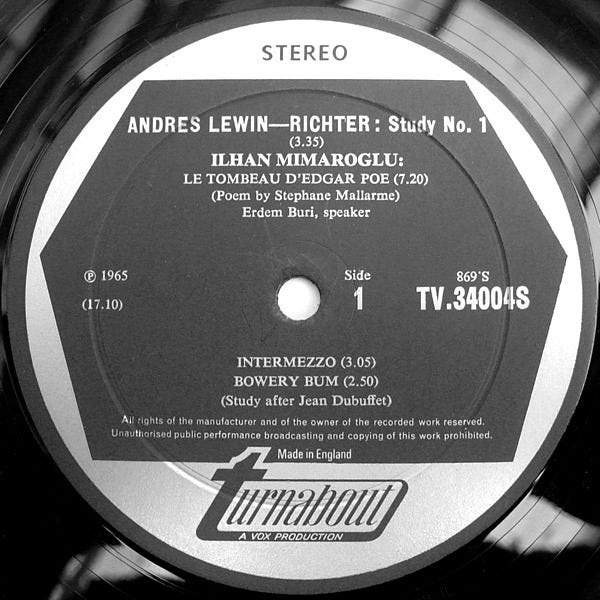 STEREO
ANDRES LEWIN—RICHTER: Study No. 1
(3.35)
ILHAN MIMAROGLU:
LE TOMBEAU D'EDGAR POE (7.20)
(Poem by Stephane Mallarme)
Erdem Buri, speaker
℗ 1965
(17.10)
Side
1
869'S
TV.34004S
INTERMEZZO (3.05)
BOWERY BUM (2.50)
(Study after Jean Dubuffet)
All rights of the manufacturer and of the owner of the recorded work reserved.
Unauthorised public performance broadcasting and copying of this work prohibited.
Made in England
turnabout
A VOX PRODUCTION